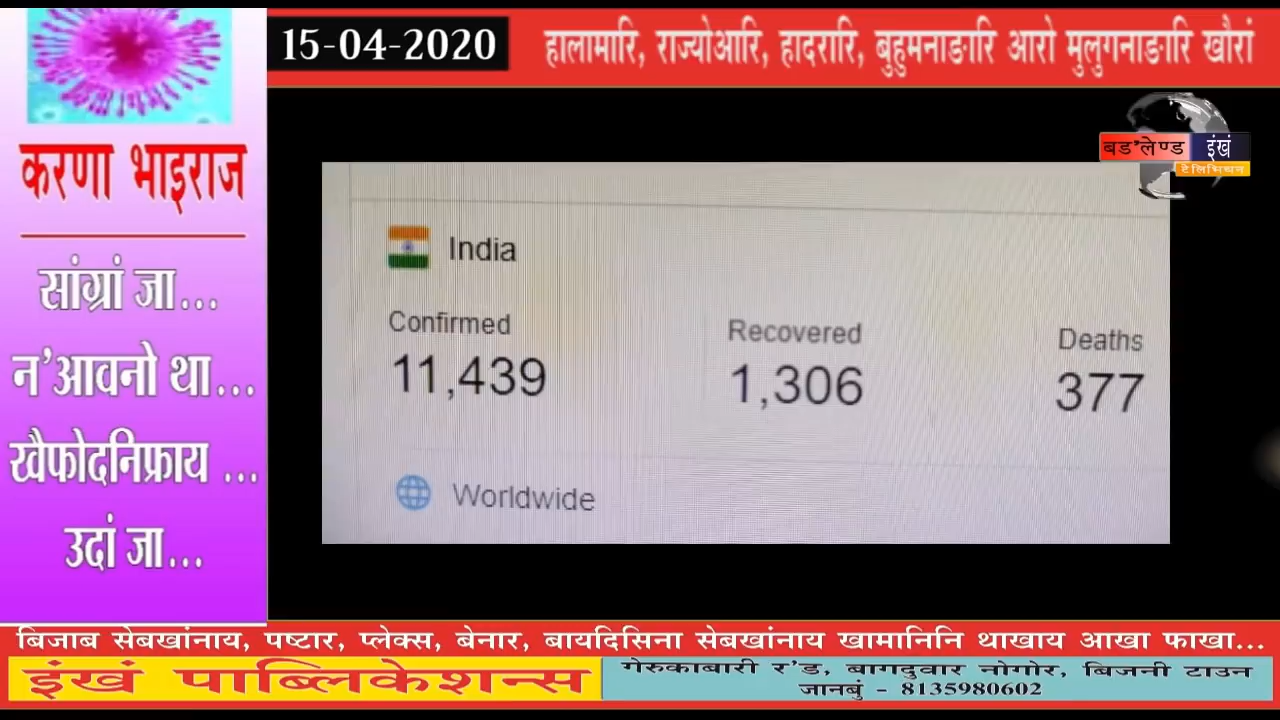 15-04-2020
हालामारि, राज्योआरि, हादरारि, बुहुमनाङारि आरो मुलुगनाङारि खौरां
बड'लेण्ड इंखं
टेलिभिथन
करणा भाइराज
सांग्रां जा...
न'आवनो था...
खैफोदनिफ्राय ...
उदां जा...
India
Confirmed
Recovered
Deaths
11,439
1,306
377
Worldwide
बिजाब सेबखांनाय, पष्टार, प्लेक्स, बेनार, बायदिसिना सेबखांनाय खामानिनि थाखाय आखा फाखा...
इंखं पाब्लिकेशन्स
गेरुकाबारी र'ड, बागदुवार नोगोर, बिजनी टाउन
जानबुं - 8135980602